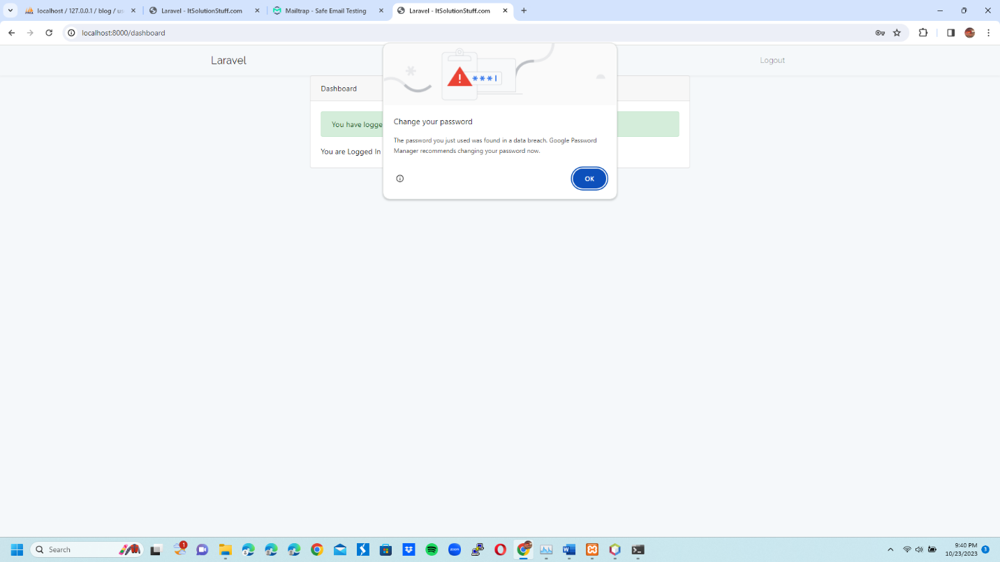 localhost / 127.0.0.1 / blog / us
Laravel - ItSolutionStuff.com
Mailtrap - Safe Email Testing
Laravel - ItSolutionStuff.com
localhost:8000/dashboard
Laravel
Logout
***
Dashboard
Change your password
You have logge
The password you just used was found in a data breach. Google Password
Manager recommends changing your password now.
You are Logged In
OK
Search
1
zoom
W
9:40 PM
10/23/2023
3